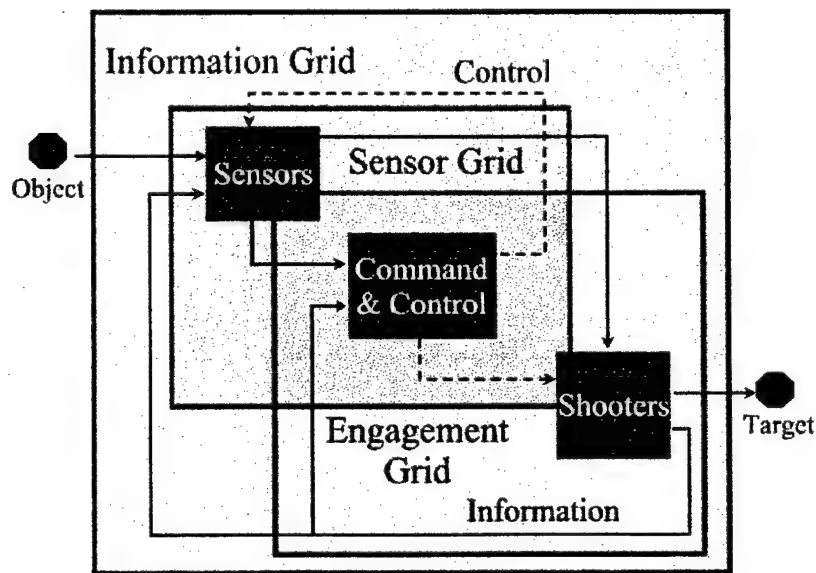 Information Grid
Control
Object
Sensors
Sensor Grid
Command
& Control
Shooters
Target
Engagement
Grid
Information